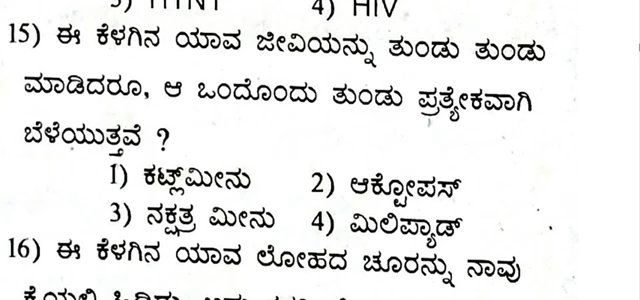 4) HIV
15) ಈ ಕೆಳಗಿನ ಯಾವ ಜೀವಿಯನ್ನು ತುಂಡು ತುಂಡು
ಮಾಡಿದರೂ, ಆ ಒಂದೊಂದು ತುಂಡು ಪ್ರತ್ಯೇಕವಾಗಿ
ಬೆಳೆಯುತ್ತವೆ ?
1) ಕಟ್ಲ್‌ಮೀನು 2) ಆಕ್ಟೋಪಸ್
3) ನಕ್ಷತ್ರ ಮೀನು 4) ಮಿಲಿಪ್ಯಾಡ್
16) ಈ ಕೆಳಗಿನ ಯಾವ ಲೋಹದ ಚೂರನ್ನು ನಾವು